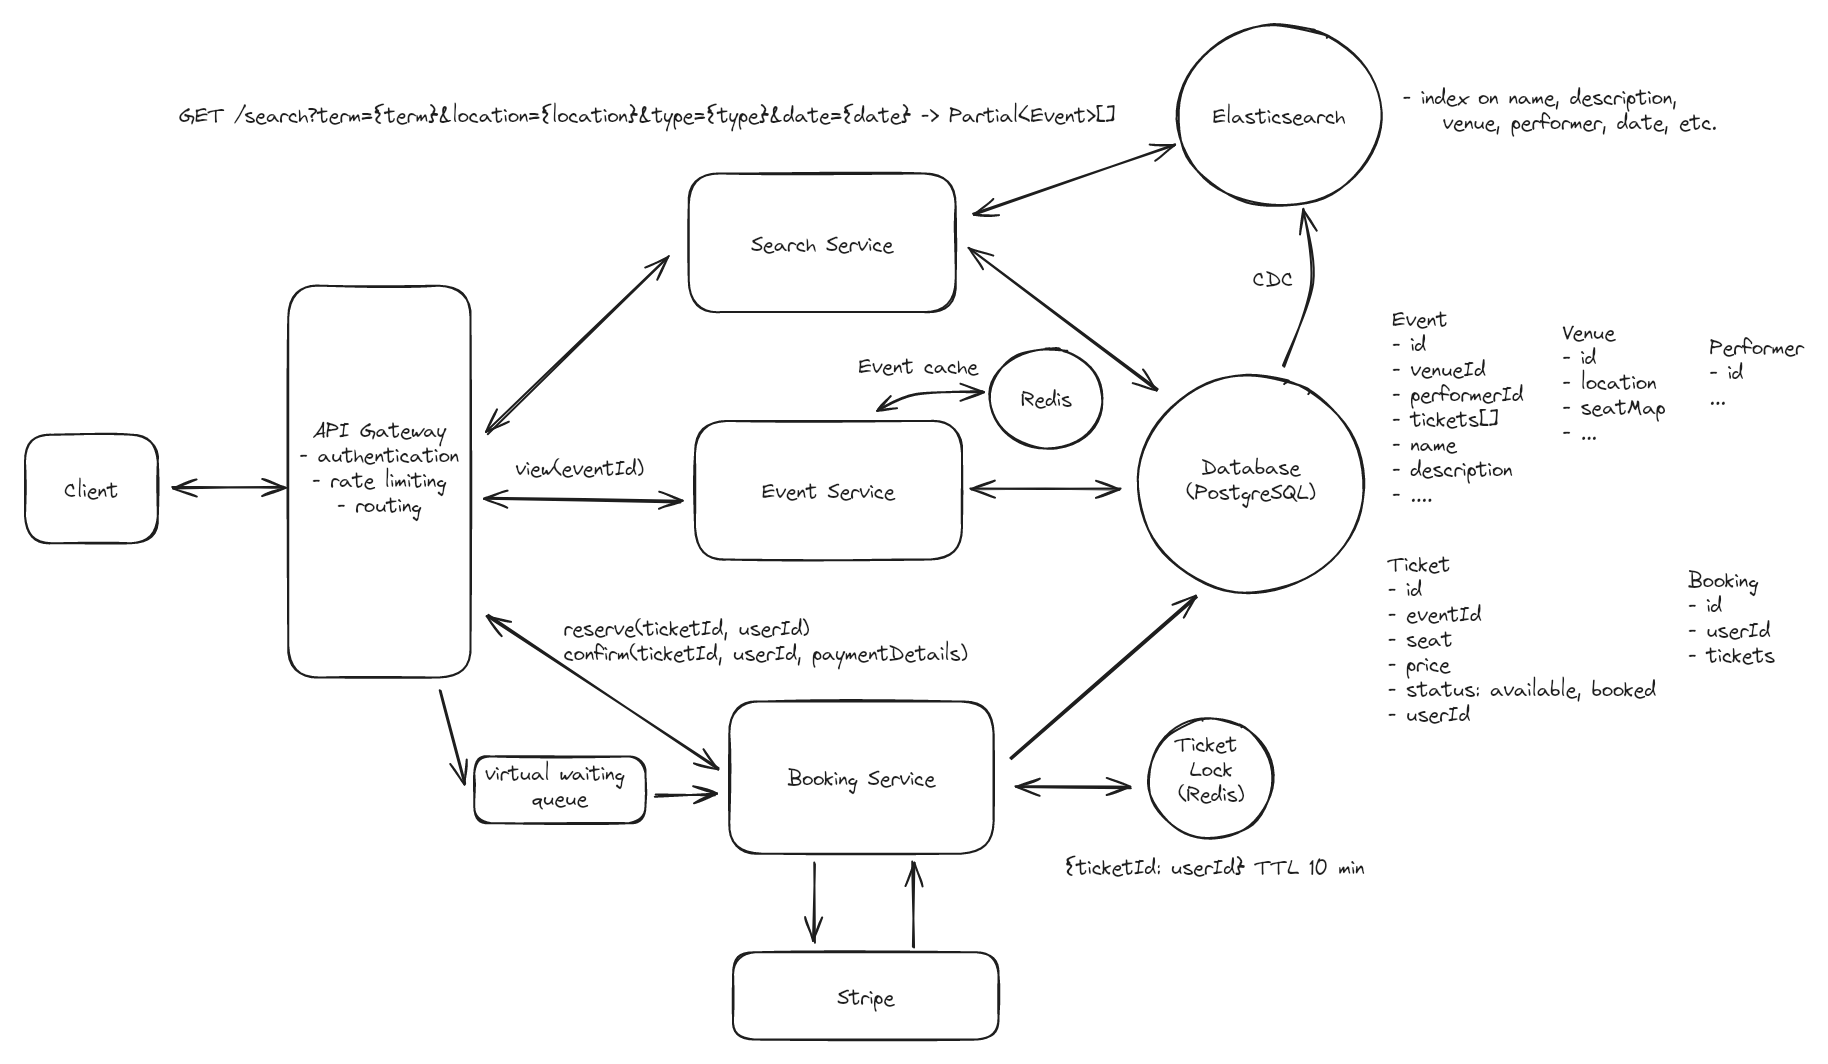 GET /search?term={term}&location={location}&type={type}&date={date} -> Partial<Event>[]
Elasticsearch
- index on name, description,
venue, performer, date, etc.
Search Service
CDC
Event cache
Redis
API Gateway
- authentication
- rate limiting
- routing
Client
view(eventId)
Event Service
Database
(PostgreSQL)
Event
- id
- venueId
- performerId
- tickets[]
- name
- description
- ....
Venue
- id
- location
- seatMap
- ...
Performer
- id
...
Ticket
- id
- eventId
- seat
- price
- status: available, booked
- userId
Booking
- id
- userId
- tickets
reserve(ticketId, userId)
confirm(ticketId, userId, paymentDetails)
virtual waiting
queue
Booking Service
Ticket
Lock
(Redis)
{ticketId: userId} TTL 10 min
Stripe